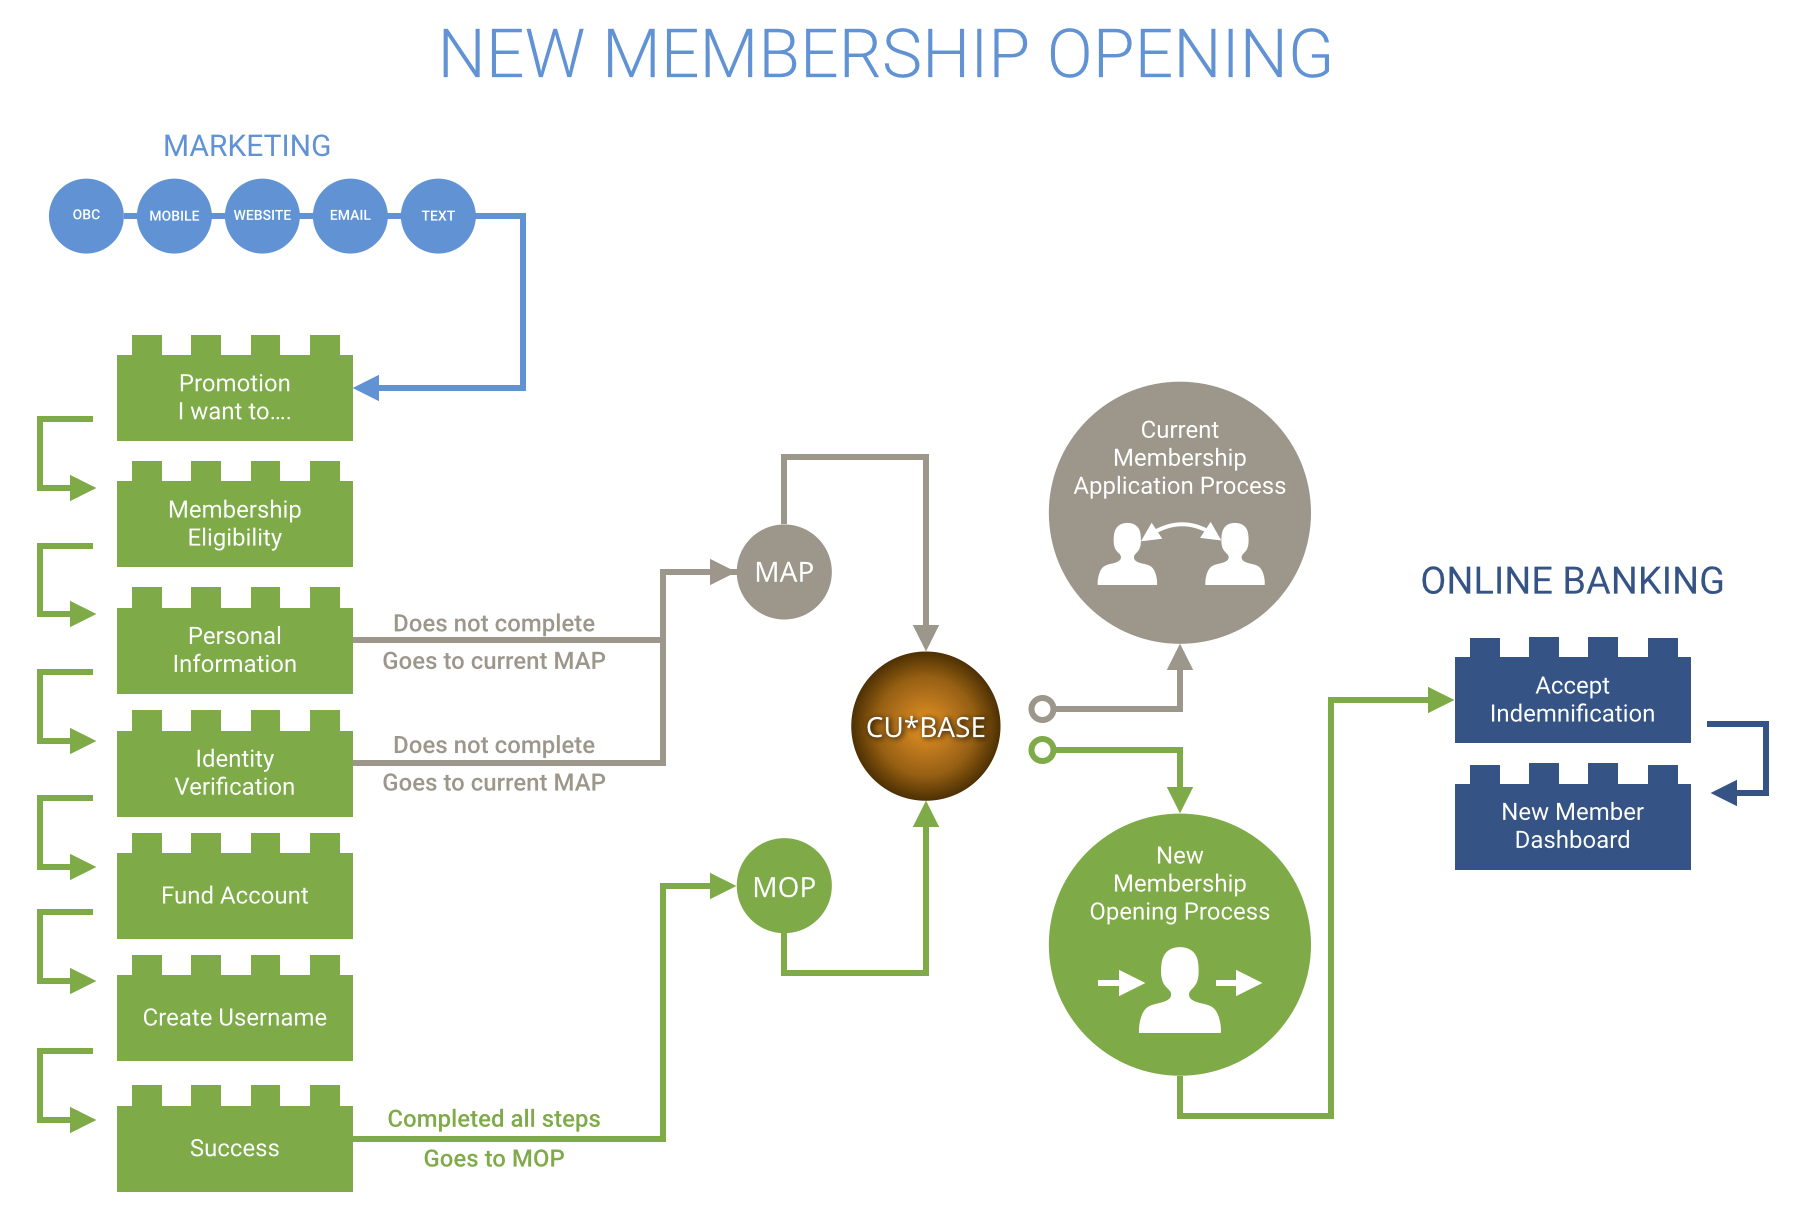 NEW MEMBERSHIP OPENING
MARKETING
OBC
MOBILE
WEBSITE
EMAIL
TEXT
Promotion
I want to....
Membership
Eligibility
Personal
Information
Does not complete
Goes to current MAP
Identity
Verification
Does not complete
Goes to current MAP
Fund Account
Create Username
Success
Completed all steps
Goes to MOP
MAP
MOP
CU*BASE
Current
Membership
Application Process
New
Membership
Opening Process
ONLINE BANKING
Accept
Indemnification
New Member
Dashboard